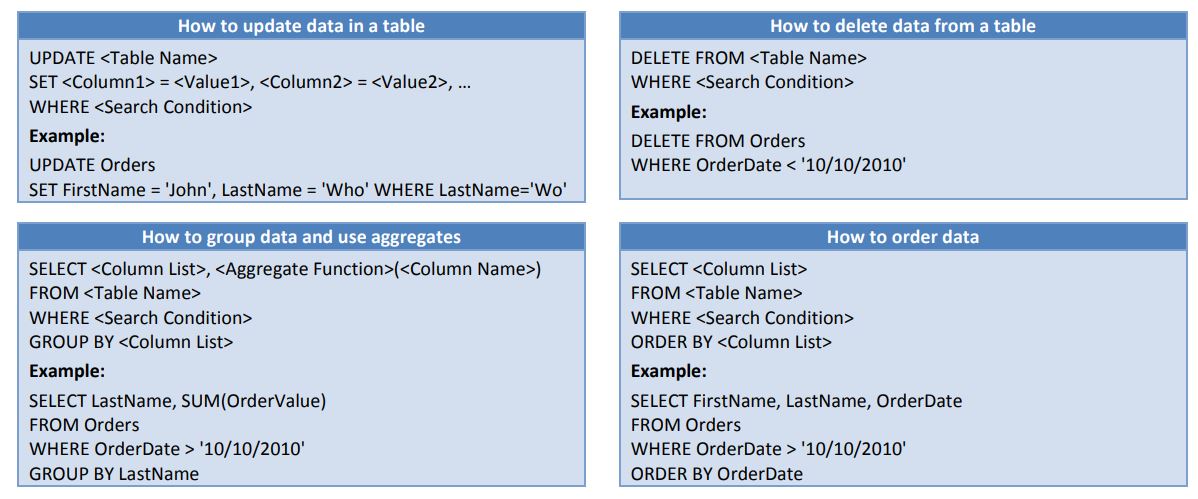 How to update data in a table
UPDATE <Table Name>
SET <Column1> = <Value1>, <Column2> = <Value2>, ...
WHERE <Search Condition>
Example:
UPDATE Orders
SET FirstName = 'John', LastName = 'Who' WHERE LastName='Wo'
How to delete data from a table
DELETE FROM <Table Name>
WHERE <Search Condition>
Example:
DELETE FROM Orders
WHERE OrderDate < '10/10/2010'
How to group data and use aggregates
SELECT <Column List>, <Aggregate Function>(<Column Name>)
FROM <Table Name>
WHERE <Search Condition>
GROUP BY <Column List>
Example:
SELECT LastName, SUM(OrderValue)
FROM Orders
WHERE OrderDate > '10/10/2010'
GROUP BY LastName
How to order data
SELECT <Column List>
FROM <Table Name>
WHERE <Search Condition>
ORDER BY <Column List>
Example:
SELECT FirstName, LastName, OrderDate
FROM Orders
WHERE OrderDate > '10/10/2010'
ORDER BY OrderDate